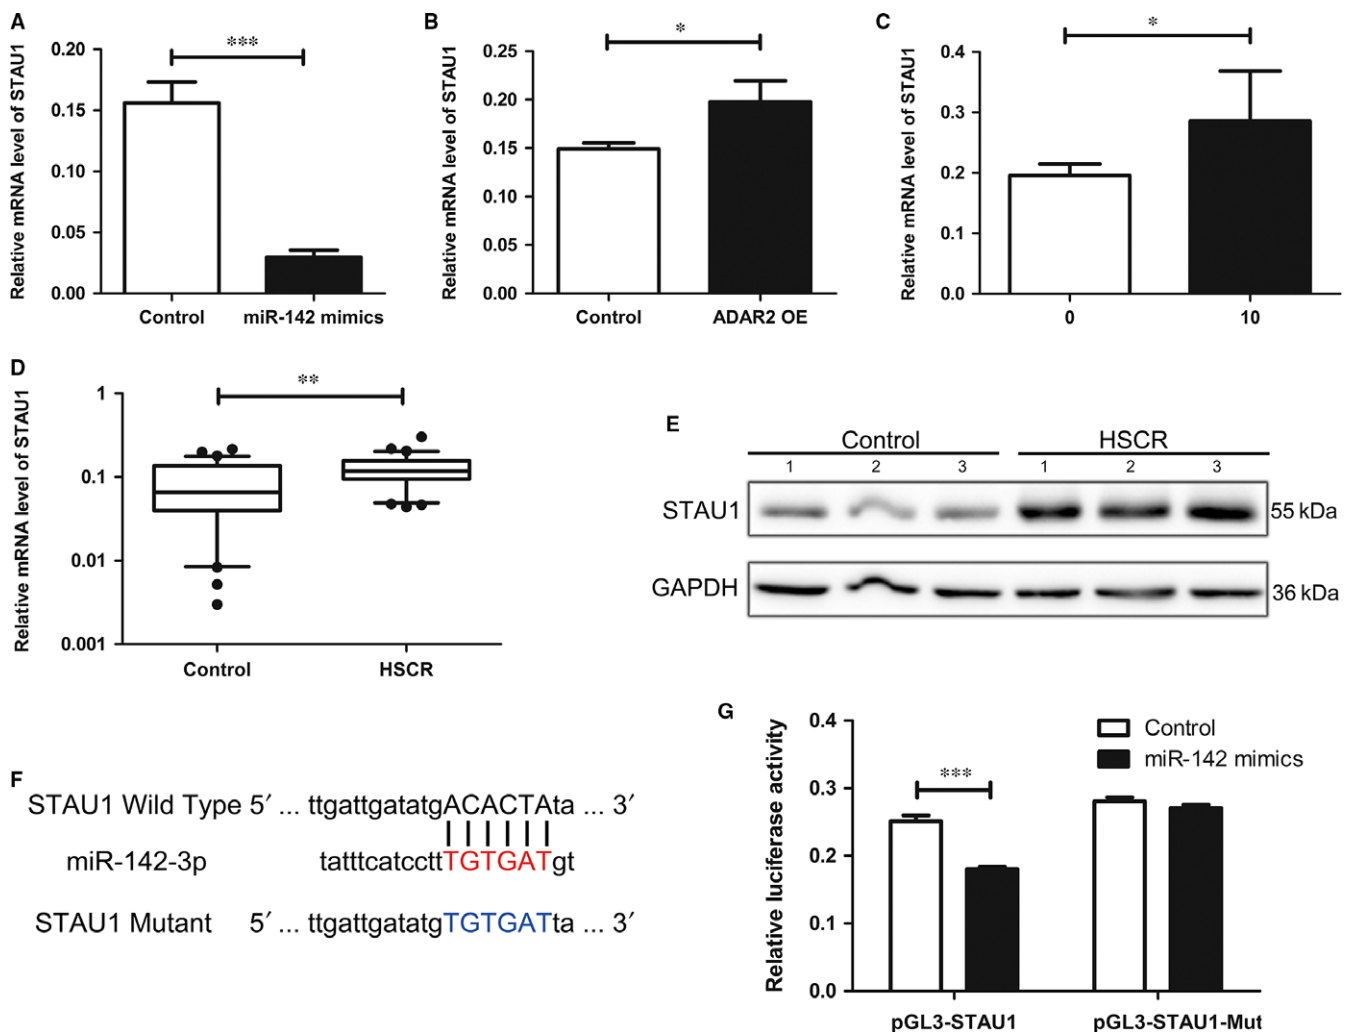 A
Relative mRNA level of STAU1
***
0.20
0.15
0.10
0.05
0.00
Control
miR-142 mimics
B
Relative mRNA level of STAU1
*
0.25
0.20
0.15
0.10
0.05
0.00
Control
ADAR2 OE
C
Relative mRNA level of STAU1
*
0.4
0.3
0.2
0.1
0.0
0
10
D
Relative mRNA level of STAU1
**
1
0.1
0.01
0.001
Control
HSCR
E
Control HSCR
1 2 3 1 2 3
STAU1 55 kDa
GAPDH 36 kDa
F
STAU1 Wild Type 5′ ... ttgattgatatgACACTAta ... 3′
miR-142-3p tatttcatccttTGTGATgt
STAU1 Mutant 5′ ... ttgattgatatgTGTGATta ... 3′
G
Relative luciferase activity
Control
miR-142 mimics
***
0.4
0.3
0.2
0.1
0.0
pGL3-STAU1
pGL3-STAU1-Mut